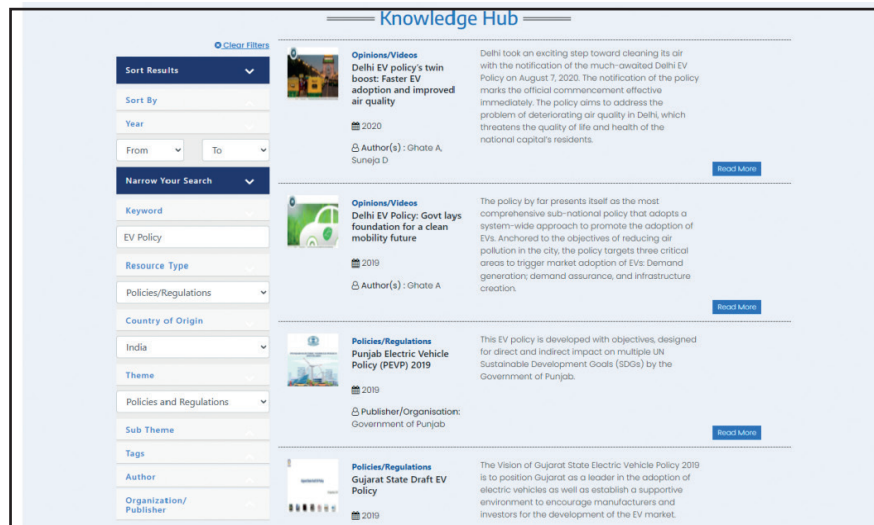 Knowledge Hub
Clear Filters
Sort Results
Sort By
Year
From
To
Narrow Your Search
Keyword
EV Policy
Resource Type
Policies/Regulations
Country of Origin
India
Theme
Policies and Regulations
Sub Theme
Tags
Author
Organization/
Publisher
Opinions/Videos
Delhi EV policy's twin
boost: Faster EV
adoption and improved
air quality
2020
Author(s) : Ghate A,
Suneja D
Delhi took an exciting step toward cleaning its air
with the notification of the much-awaited Delhi EV
Policy on August 7, 2020. The notification of the policy
marks the official commencement effective
immediately. The policy aims to address the
problem of deteriorating air quality in Delhi, which
threatens the quality of life and health of the
national capital's residents.
Read More
Opinions/Videos
Delhi EV Policy: Govt lays
foundation for a clean
mobility future
2019
Author(s) : Ghate A
The policy by far presents itself as the most
comprehensive sub-national policy that adopts a
system-wide approach to promote the adoption of
EVs. Anchored to the objectives of reducing air
pollution in the city, the policy targets three critical
areas to trigger market adoption of EVs: Demand
generation; demand assurance, and infrastructure
creation.
Read More
Policies/Regulations
Punjab Electric Vehicle
Policy (PEVP) 2019
2019
Publisher/Organisation:
Government of Punjab
This EV policy is developed with objectives, designed
for direct and indirect impact on multiple UN
Sustainable Development Goals (SDGs) by the
Government of Punjab.
Read More
Policies/Regulations
Gujarat State Draft EV
Policy
2019
The Vision of Gujarat State Electric Vehicle Policy 2019
is to position Gujarat as a leader in the adoption of
electric vehicles as well as establish a supportive
environment to encourage manufacturers and
investors for the development of the EV market.